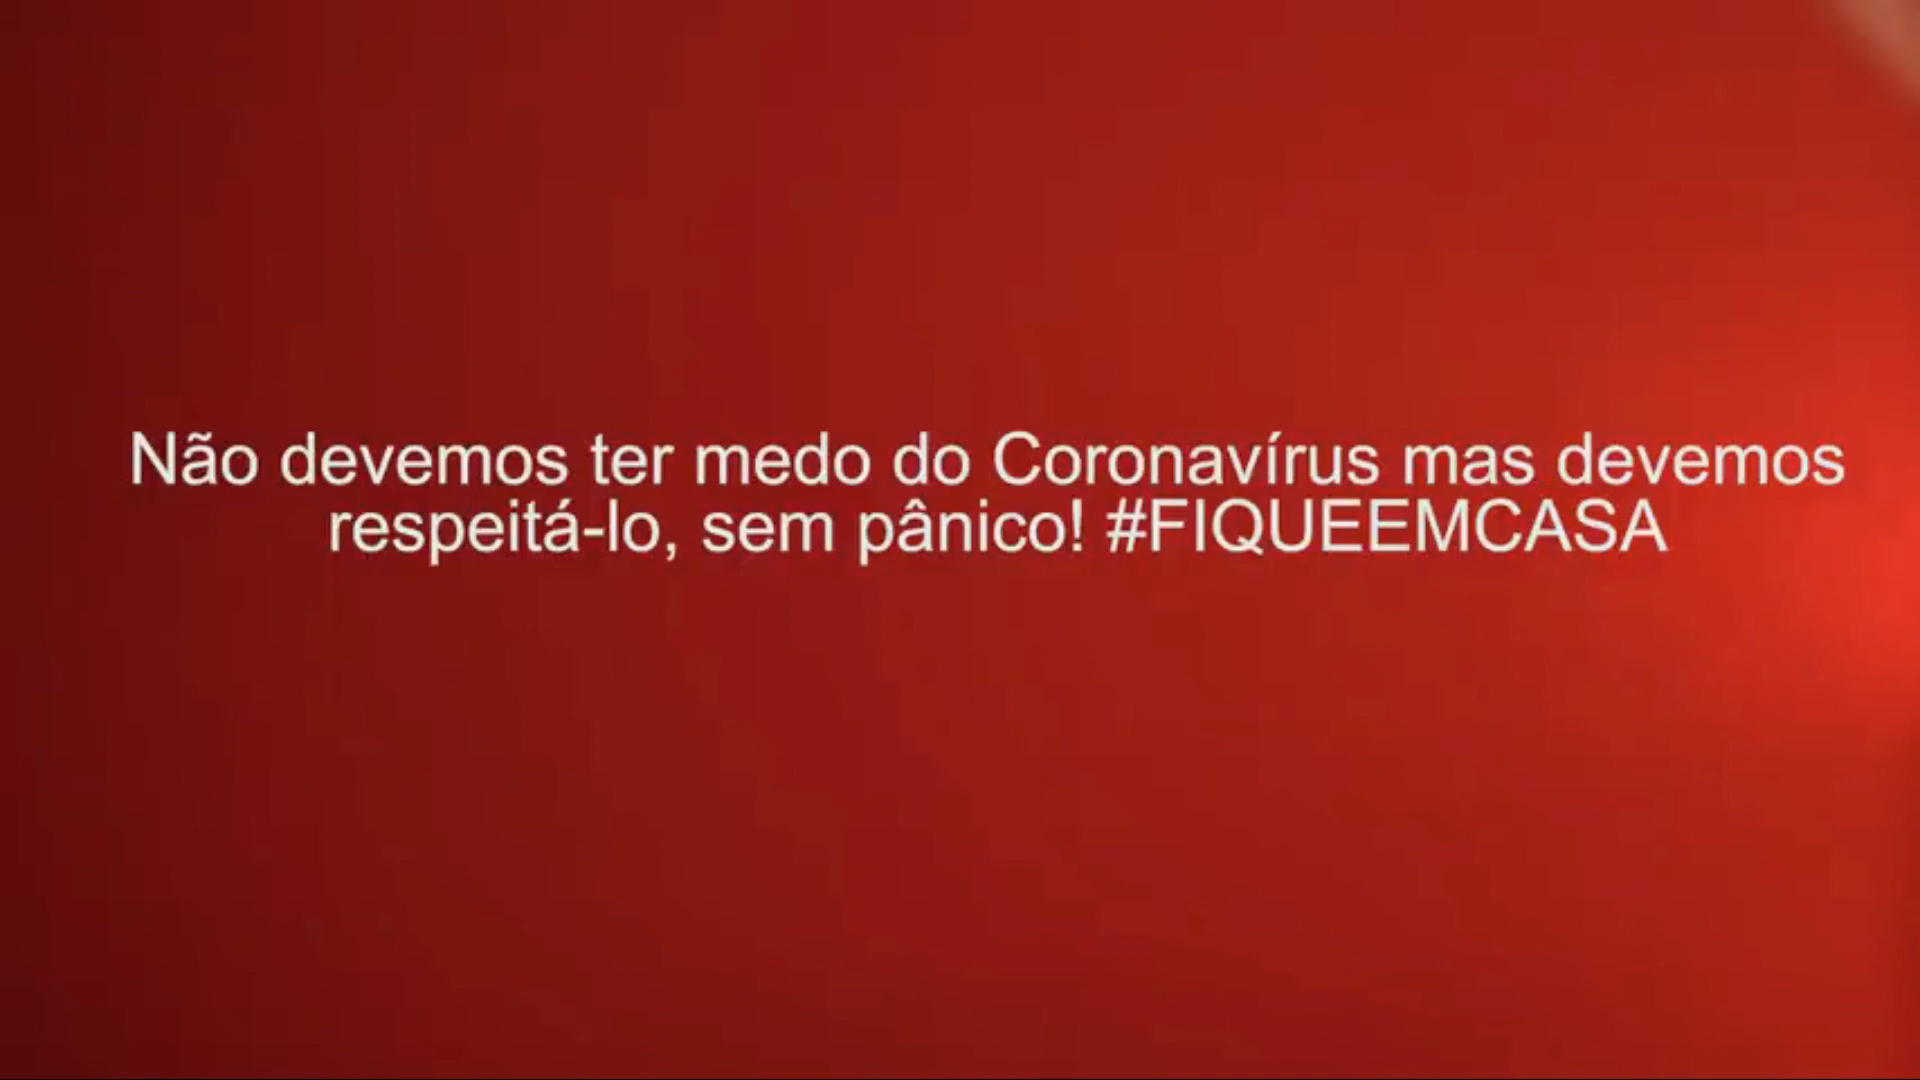 Não devemos ter medo do Coronavírus mas devemos
respeitá-lo, sem pânico! #FIQUEEMCASA